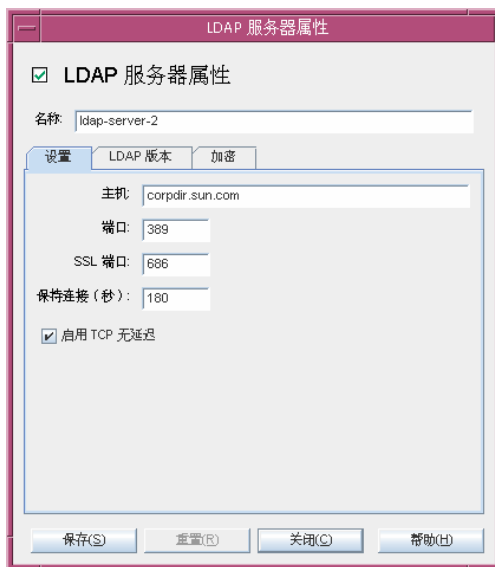 LDAP 服务器属性
LDAP 服务器属性
名称: ldap-server-2
设置 LDAP 版本 加密
主机: corpdir.sun.com
端口: 389
SSL 端口: 686
保持连接（秒）: 180
启用 TCP 无延迟
保存(S) 重置(R) 关闭(C) 帮助(H)